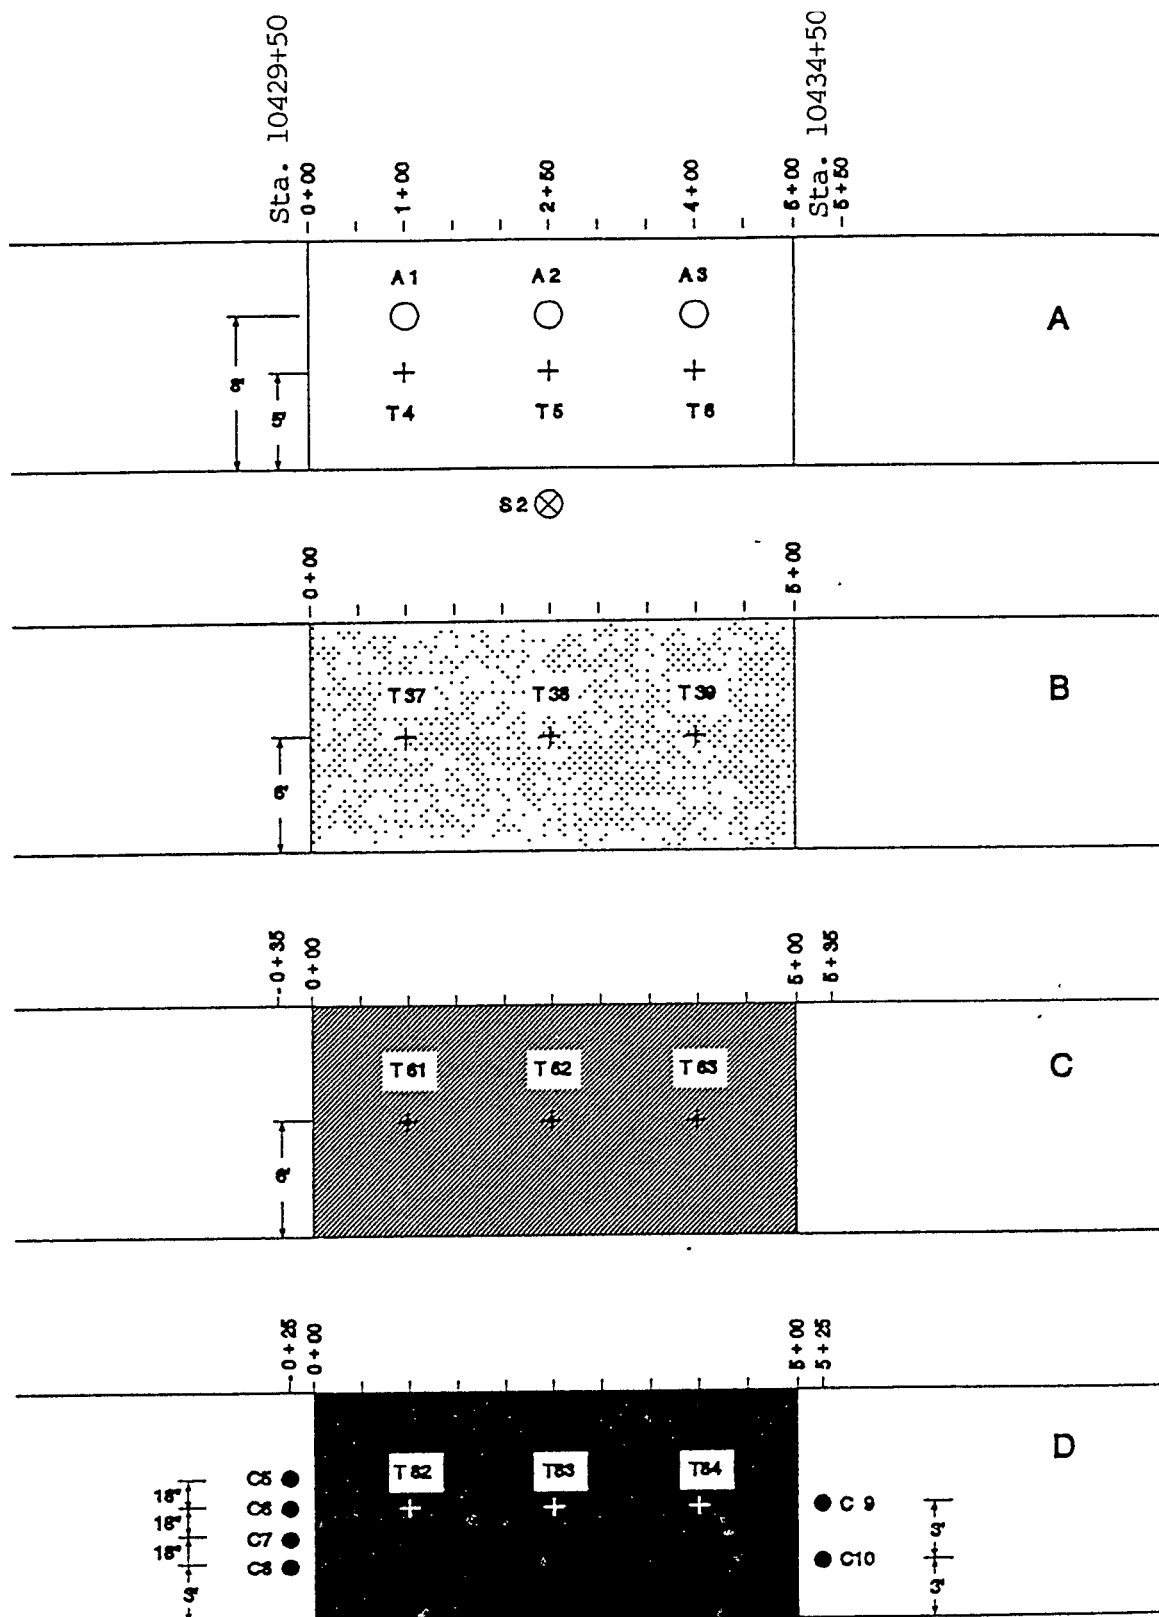 Sta. 10429+50
Sta. 10434+50
0+00
1+00
2+50
4+00
5+00
5+50
A1
A2
A3
A
8'
5'
T4
T5
T6
S2
0+00
5+00
T37
T38
T39
B
6'
-0+35
0+00
5+00
5+35
T61
T62
T63
C
6'
-0+25
0+00
5+00
5+25
D
T82
T83
T84
C5
C6
C7
C8
18"
18"
18"
3'
C9
C10
3'
3'